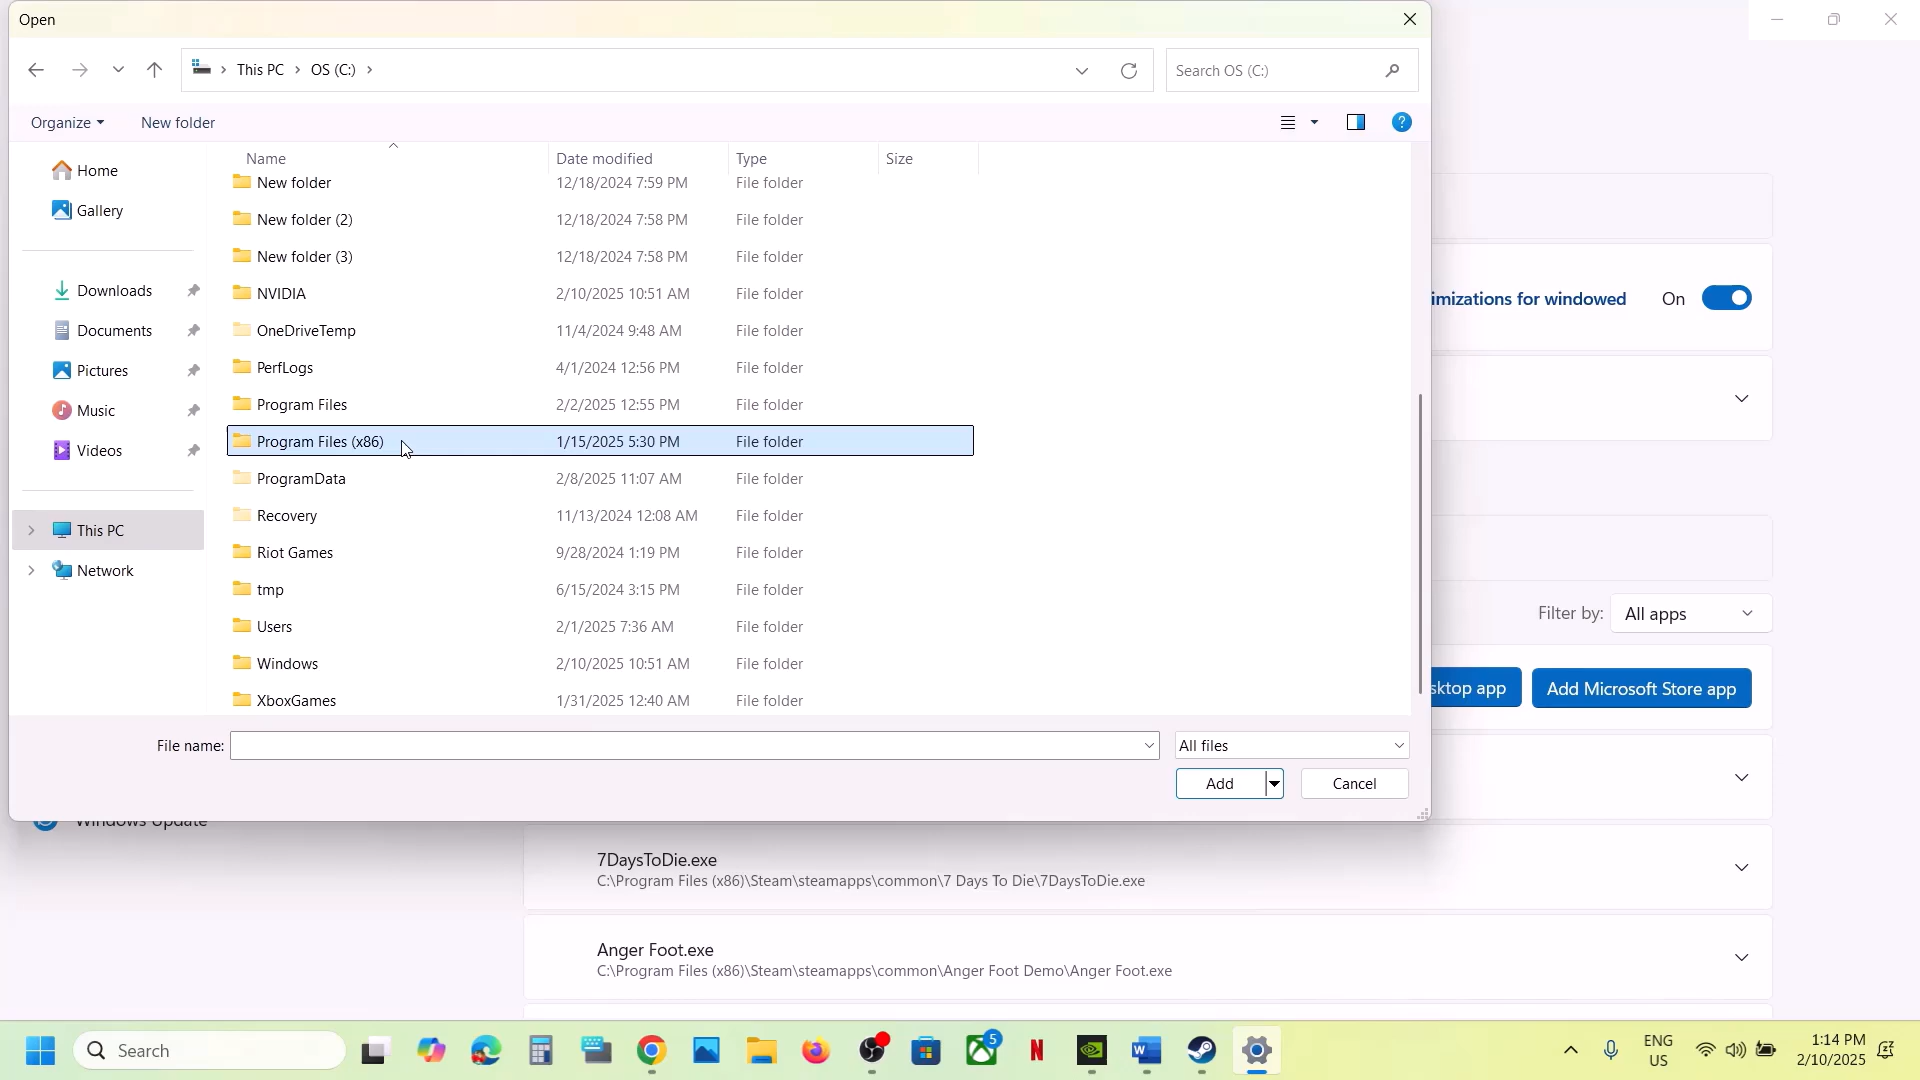 Open
This PC
OS (C:)
Search OS (C:)
Organize
New folder
Home
Gallery
Downloads
Documents
Pictures
Music
Videos
This PC
Network
Name Date modified Type Size
New folder 12/18/2024 7:59 PM File folder
New folder (2) 12/18/2024 7:58 PM File folder
New folder (3) 12/18/2024 7:58 PM File folder
NVIDIA 2/10/2025 10:51 AM File folder
OneDriveTemp 11/4/2024 9:48 AM File folder
PerfLogs 4/1/2024 12:56 PM File folder
Program Files 2/2/2025 12:55 PM File folder
Program Files (x86) 1/15/2025 5:30 PM File folder
ProgramData 2/8/2025 11:07 AM File folder
Recovery 11/13/2024 12:08 AM File folder
Riot Games 9/28/2024 1:19 PM File folder
tmp 6/15/2024 3:15 PM File folder
Users 2/1/2025 7:36 AM File folder
Windows 2/10/2025 10:51 AM File folder
XboxGames 1/31/2025 12:40 AM File folder
File name:
All files
Add
Cancel
imizations for windowed On
Filter by: All apps
sktop app
Add Microsoft Store app
Windows Update
7DaysToDie.exe
C:\Program Files (x86)\Steam\steamapps\common\7 Days To Die\7DaysToDie.exe
Anger Foot.exe
C:\Program Files (x86)\Steam\steamapps\common\Anger Foot Demo\Anger Foot.exe
Search
5
ENG
US
1:14 PM
2/10/2025